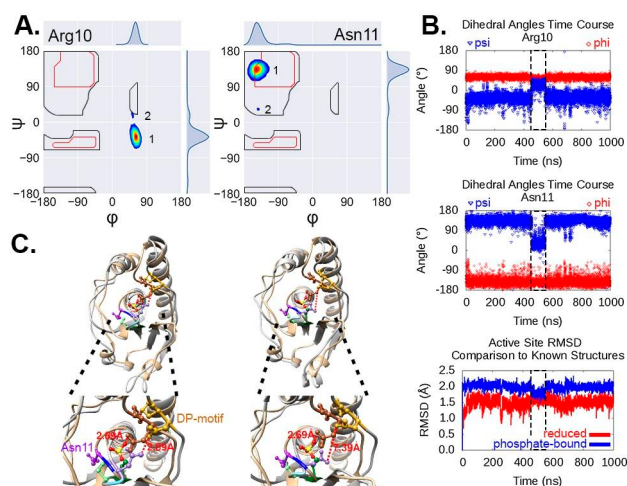 A.
Arg10
Asn11
ψ
180
90
0
−90
−180
1
2
−180 −90 0 90 180
φ
180
90
0
−90
−180
1
2
−180 −90 0 90 180
φ
B.
Dihedral Angles Time Course
Arg10
psi phi
Angle (°)
180
90
0
-90
-180
0 200 400 600 800 1000
Time (ns)
Dihedral Angles Time Course
Asn11
psi phi
Angle (°)
180
90
0
-90
-180
0 200 400 600 800 1000
Time (ns)
Active Site RMSD
Comparison to Known Structures
RMSD (Å)
2.5
2.0
1.5
1.0
0.5
0.0
reduced
phosphate-bound
0 200 400 600 800 1000
Time (ns)
C.
DP-motif
Asn11